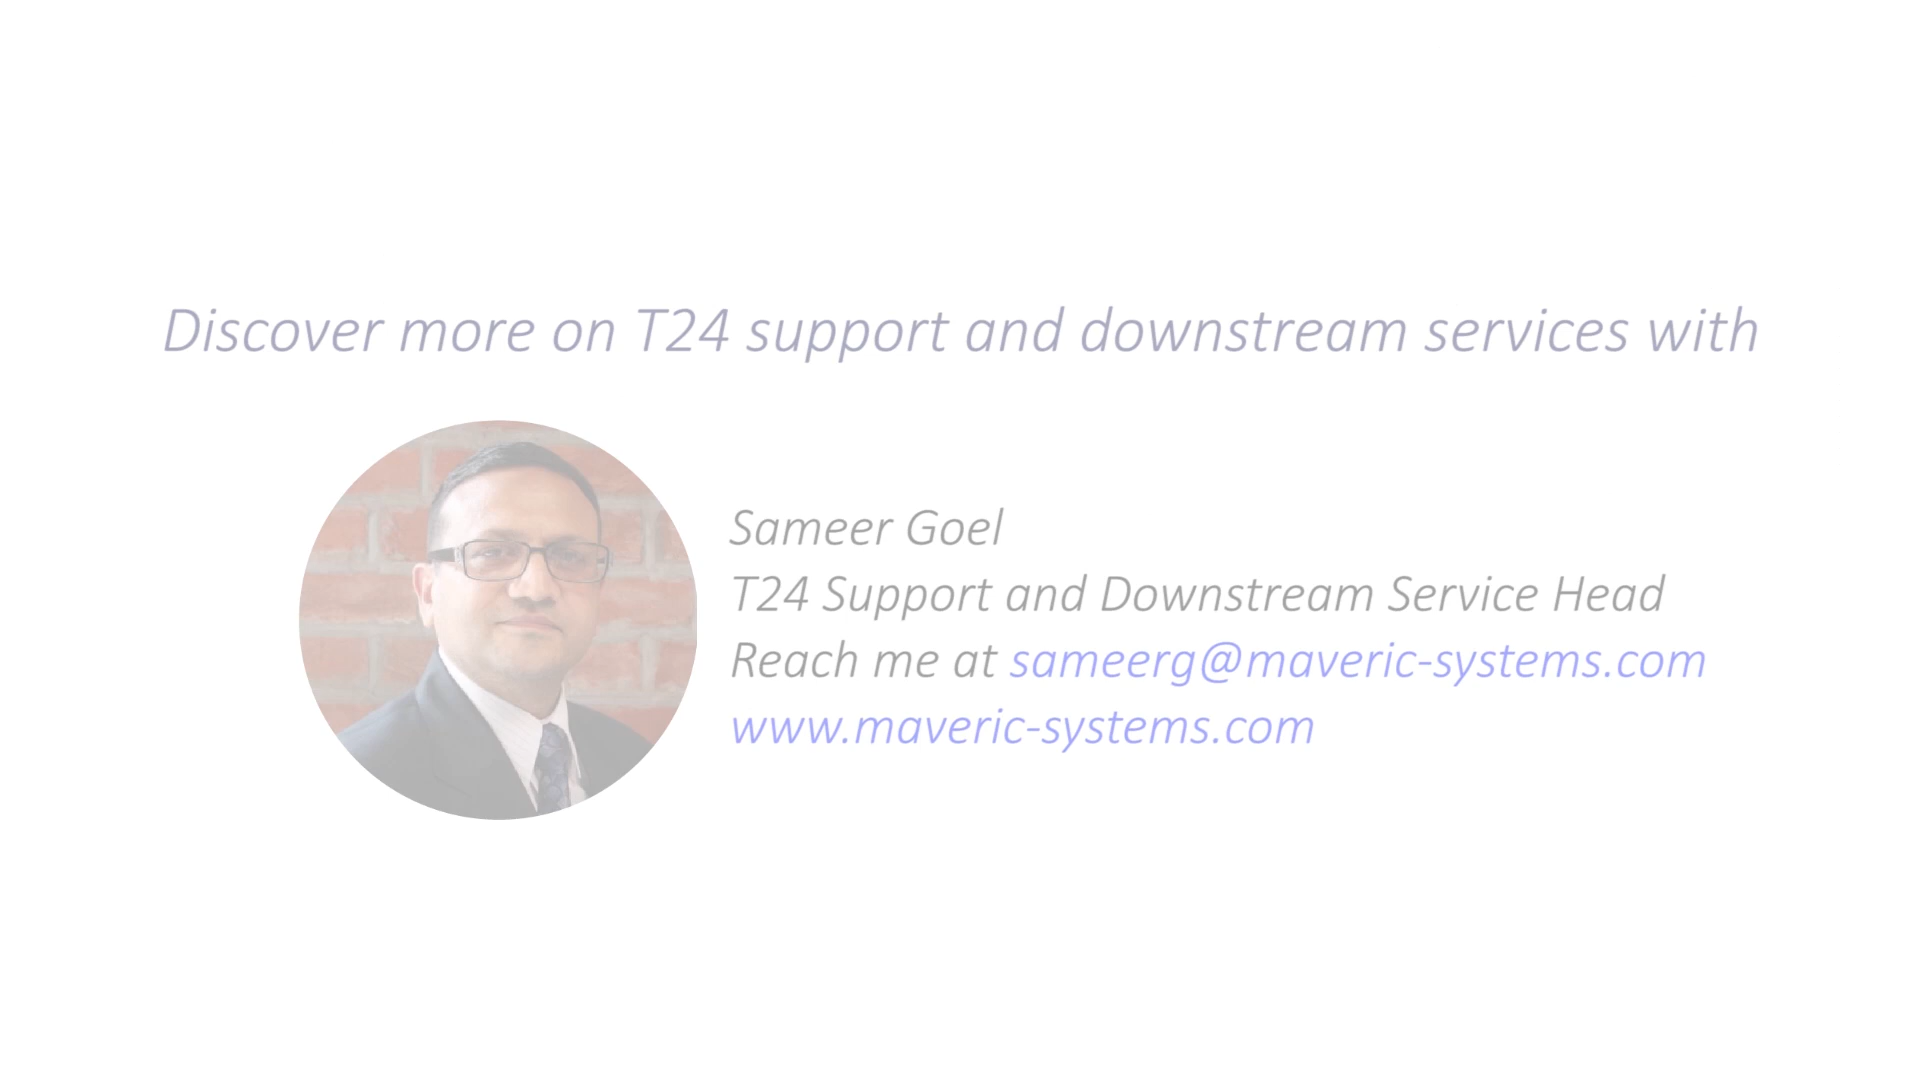 Discover more on T24 support and downstream services with
Sameer Goel
T24 Support and Downstream Service Head
Reach me at sameerg@maveric-systems.com
www.maveric-systems.com